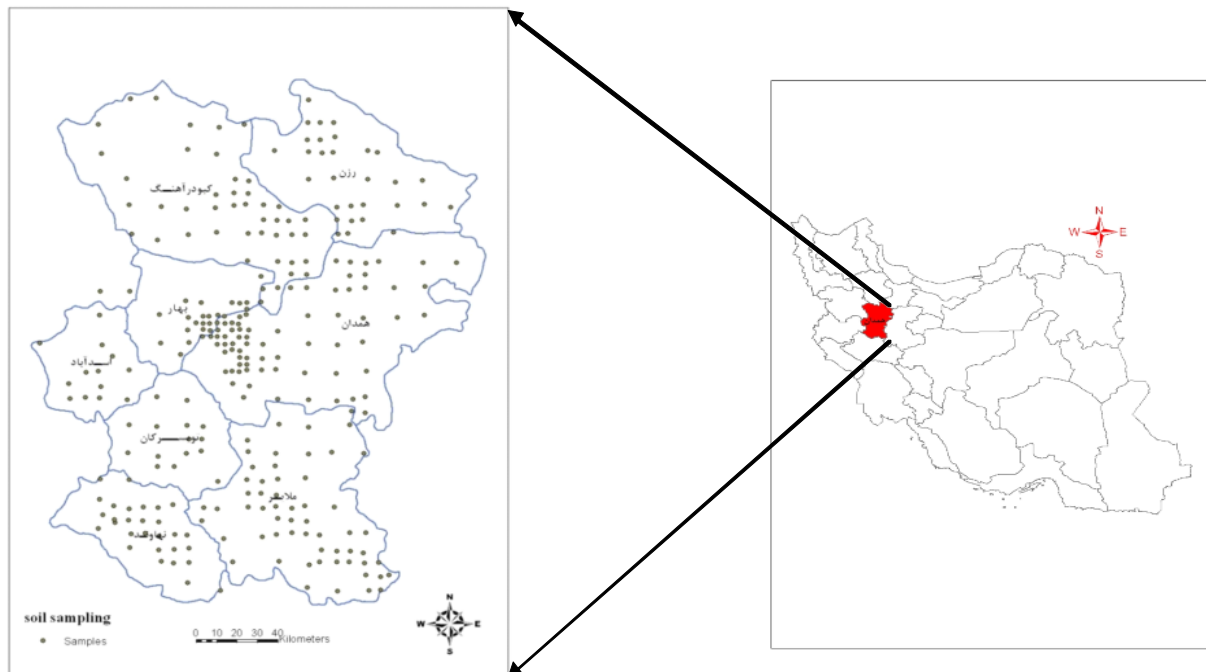 رزن
کبودرآهنگ
بهار
همدان
اسدآباد
تویسرکان
ملایر
نهاوند
soil sampling
Samples
0 10 20 30 40 Kilometers
N
W E
S
N
W E
S